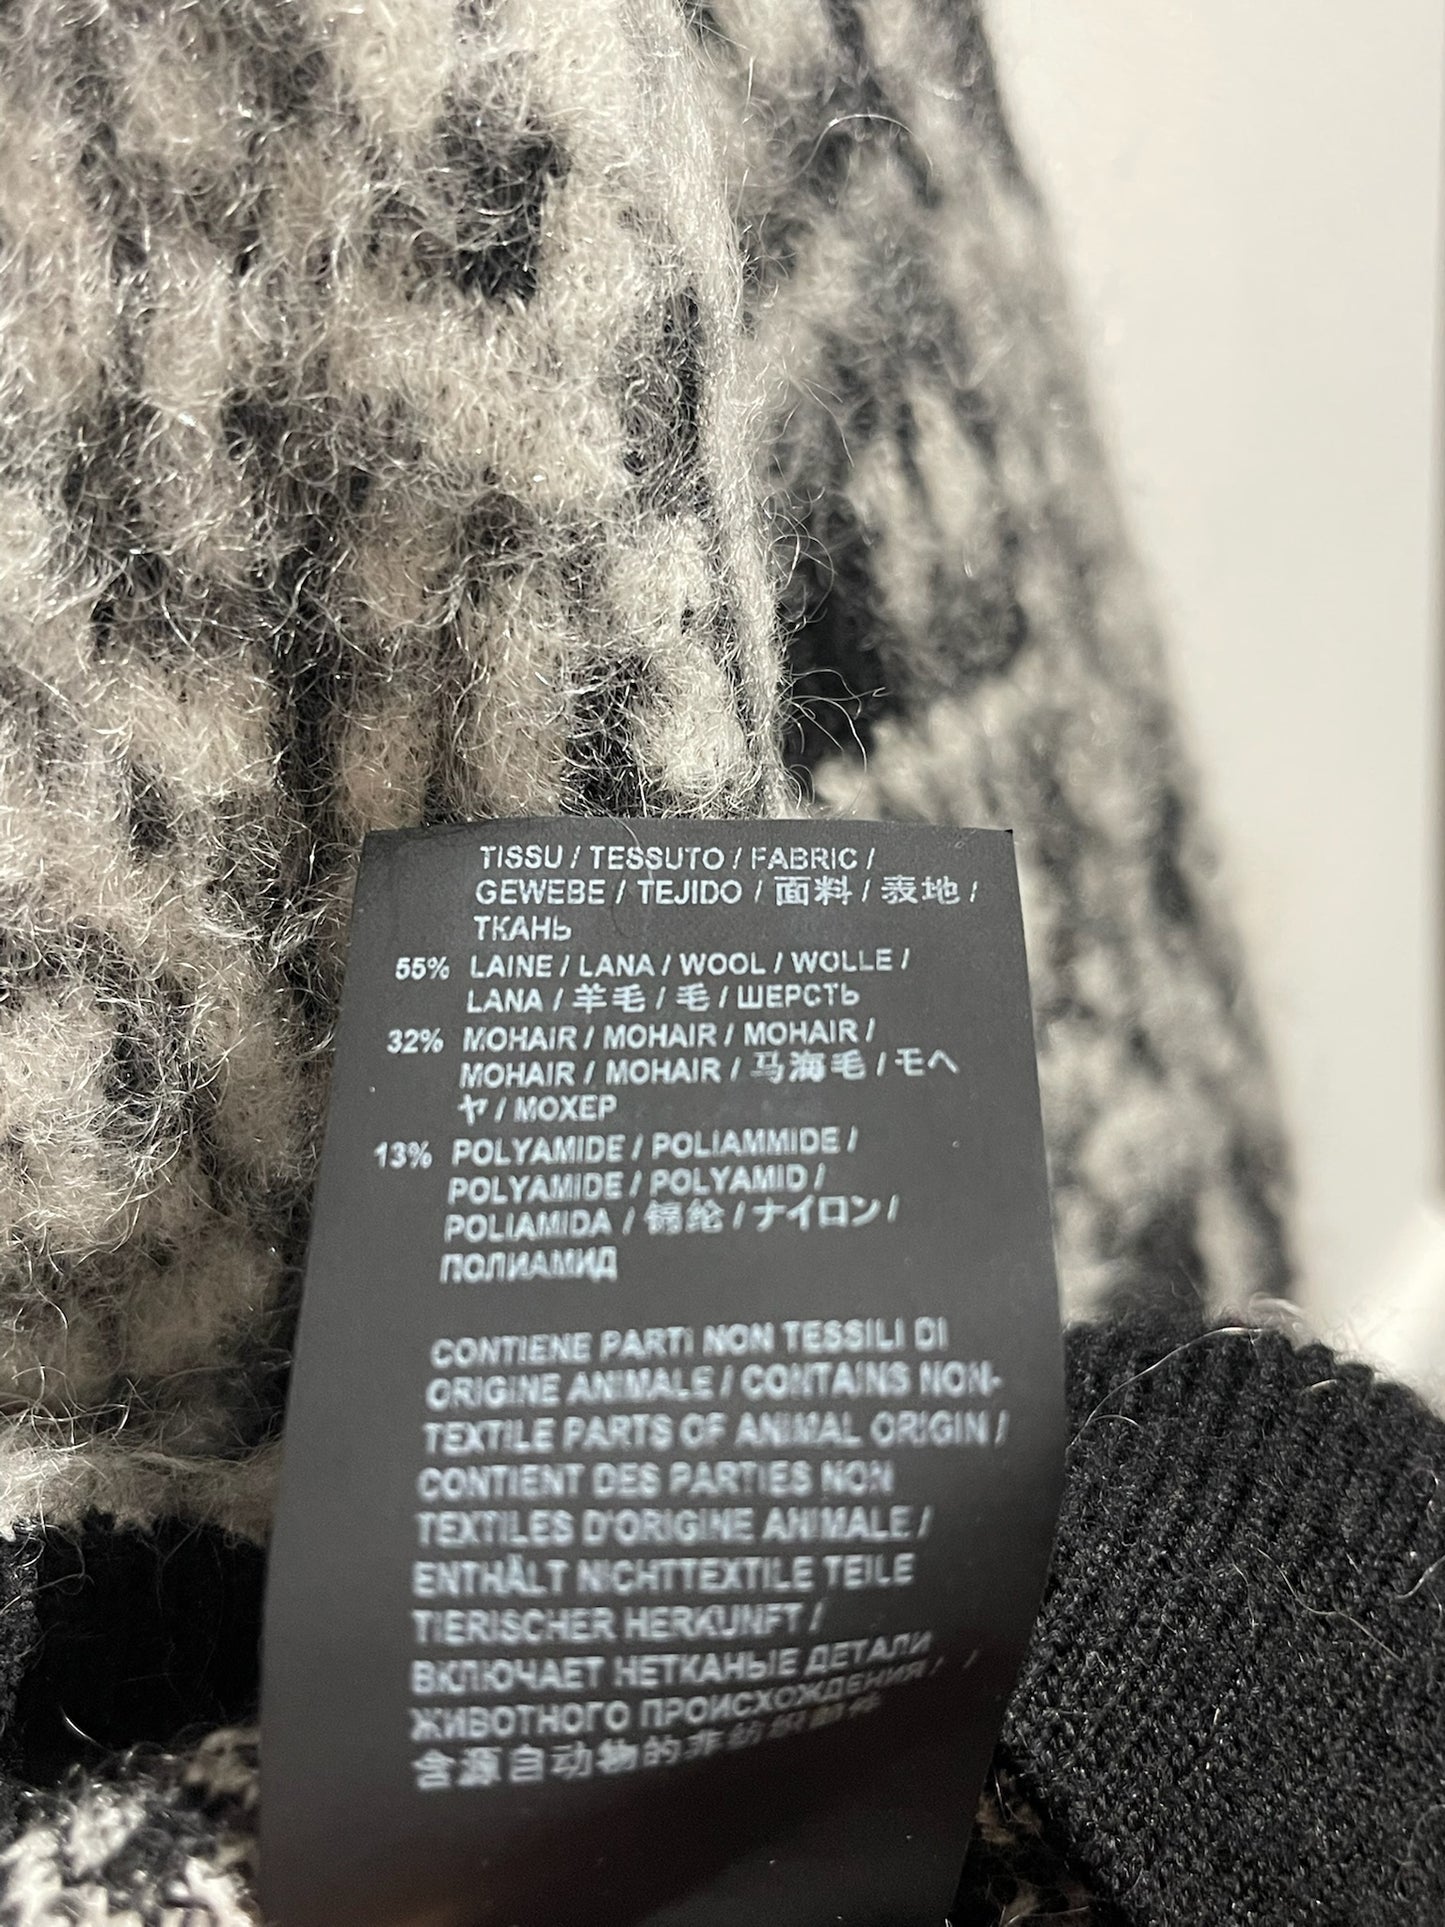 TISSU / TESSUTO / FABRIC /
GEWEBE / TEJIDO / 面料 / 表地 /
ТКАНЬ
55% LAINE / LANA / WOOL / WOLLE /
LANA / 羊毛 / 毛 / ШЕРСТЬ
32% MOHAIR / MOHAIR / MOHAIR /
MOHAIR / MOHAIR / 马海毛 / モヘ
ヤ / МОХЕР
13% POLYAMIDE / POLIAMMIDE /
POLYAMIDE / POLYAMID /
POLIAMIDA / 锦纶 / ナイロン /
ПОЛИАМИД
CONTIENE PARTI NON TESSILI DI
ORIGINE ANIMALE / CONTAINS NON-
TEXTILE PARTS OF ANIMAL ORIGIN /
CONTIENT DES PARTIES NON
TEXTILES D'ORIGINE ANIMALE /
ENTHÄLT NICHTTEXTILE TEILE
TIERISCHER HERKUNFT /
ВКЛЮЧАЕТ НЕТКАНЫЕ ДЕТАЛИ
ЖИВОТНОГО ПРОИСХОЖДЕНИЯ / /
含源自动物的非纺织部件